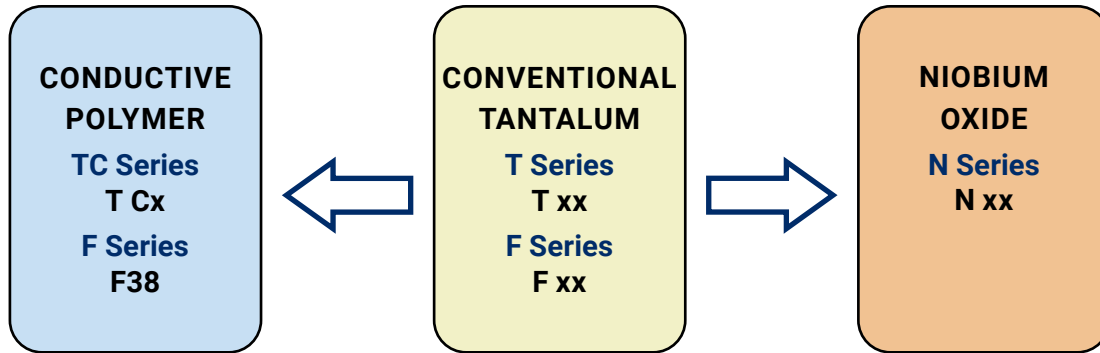 CONDUCTIVE
POLYMER
TC Series
T Cx
F Series
F38
CONVENTIONAL
TANTALUM
T Series
T xx
F Series
F xx
NIOBIUM
OXIDE
N Series
N xx